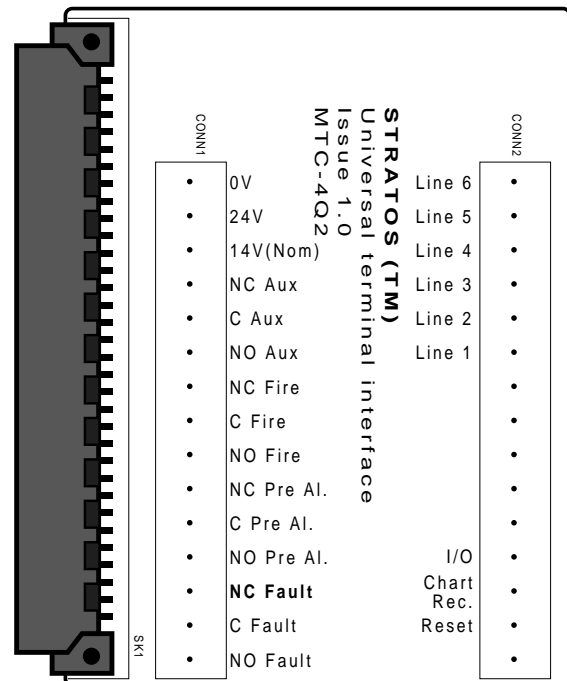 CONN1
CONN2
STRATOS (TM)
Universal terminal interface
Issue 1.0
MTC-4Q2
0V
24V
14V(Nom)
NC Aux
C Aux
NO Aux
NC Fire
C Fire
NO Fire
NC Pre Al.
C Pre Al.
NO Pre Al.
NC Fault
C Fault
NO Fault
Line 6
Line 5
Line 4
Line 3
Line 2
Line 1
I/O
Chart
Rec.
Reset
SK1